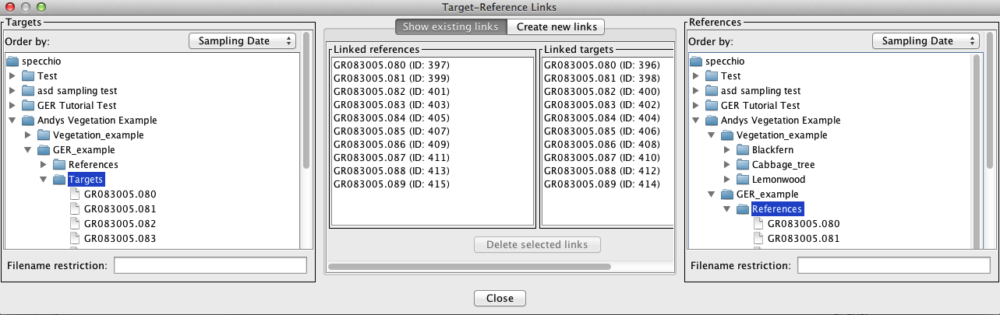 Target-Reference Links
Targets
Order by: Sampling Date
specchio
Test
asd sampling test
GER Tutorial Test
Andys Vegetation Example
Vegetation_example
GER_example
References
Targets
GR083005.080
GR083005.081
GR083005.082
GR083005.083
Filename restriction:
Show existing links Create new links
Linked references
GR083005.080 (ID: 397)
GR083005.081 (ID: 399)
GR083005.082 (ID: 401)
GR083005.083 (ID: 403)
GR083005.084 (ID: 405)
GR083005.085 (ID: 407)
GR083005.086 (ID: 409)
GR083005.087 (ID: 411)
GR083005.088 (ID: 413)
GR083005.089 (ID: 415)
Linked targets
GR083005.080 (ID: 396)
GR083005.081 (ID: 398)
GR083005.082 (ID: 400)
GR083005.083 (ID: 402)
GR083005.084 (ID: 404)
GR083005.085 (ID: 406)
GR083005.086 (ID: 408)
GR083005.087 (ID: 410)
GR083005.088 (ID: 412)
GR083005.089 (ID: 414)
Delete selected links
References
Order by: Sampling Date
specchio
Test
asd sampling test
GER Tutorial Test
Andys Vegetation Example
Vegetation_example
Blackfern
Cabbage_tree
Lemonwood
GER_example
References
GR083005.080
GR083005.081
Filename restriction:
Close